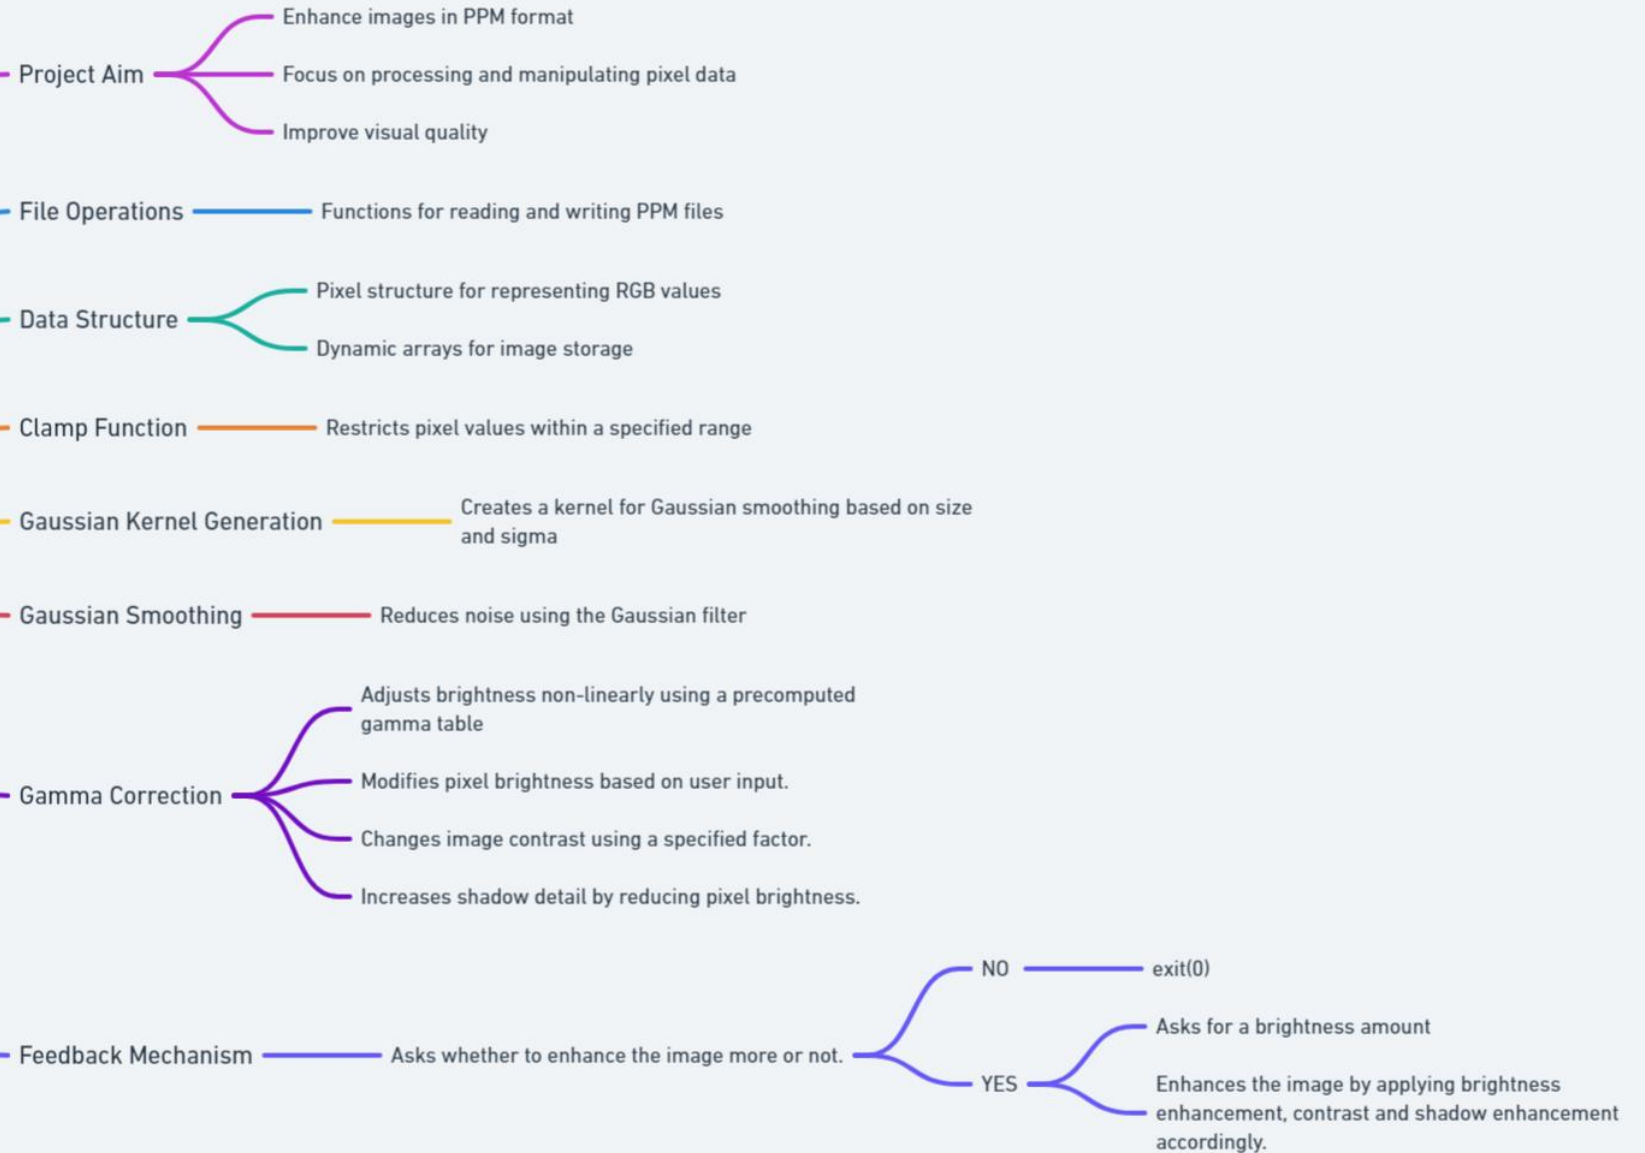 Project Aim
Enhance images in PPM format
Focus on processing and manipulating pixel data
Improve visual quality
File Operations
Functions for reading and writing PPM files
Data Structure
Pixel structure for representing RGB values
Dynamic arrays for image storage
Clamp Function
Restricts pixel values within a specified range
Gaussian Kernel Generation
Creates a kernel for Gaussian smoothing based on size
and sigma
Gaussian Smoothing
Reduces noise using the Gaussian filter
Gamma Correction
Adjusts brightness non-linearly using a precomputed
gamma table
Modifies pixel brightness based on user input.
Changes image contrast using a specified factor.
Increases shadow detail by reducing pixel brightness.
Feedback Mechanism
Asks whether to enhance the image more or not.
NO
exit(0)
YES
Asks for a brightness amount
Enhances the image by applying brightness
enhancement, contrast and shadow enhancement
accordingly.